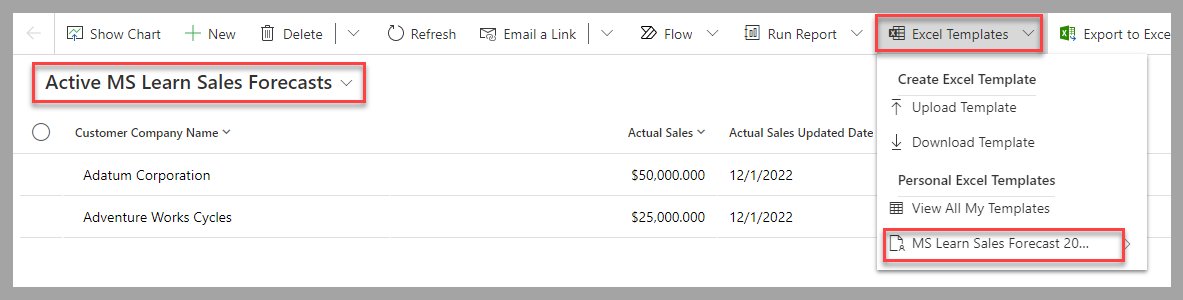 Show Chart New Delete Refresh Email a Link Flow Run Report Excel Templates Export to Exce
Active MS Learn Sales Forecasts
Customer Company Name Actual Sales Actual Sales Updated Date
Adatum Corporation $50,000.000 12/1/2022
Adventure Works Cycles $25,000.000 12/1/2022
Create Excel Template
Upload Template
Download Template
Personal Excel Templates
View All My Templates
MS Learn Sales Forecast 20...